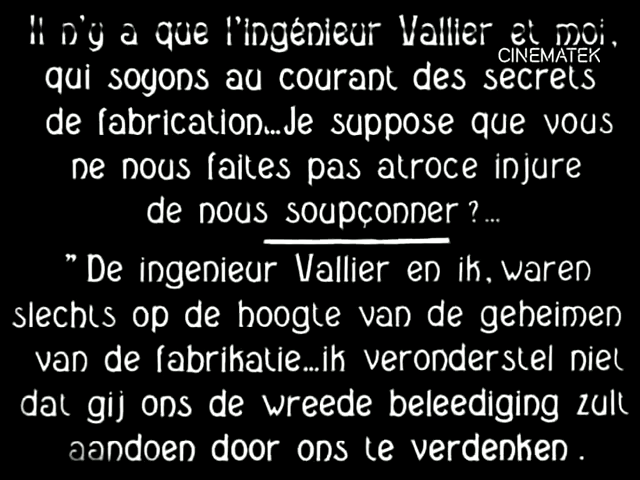 Il n'y a que l'ingénieur Vallier et moi,
CINEMATEK
qui soyons au courant des secrets
de fabrication...Je suppose que vous
ne nous faites pas atroce injure
de nous soupçonner ?...
"De ingenieur Vallier en ik, waren
slechts op de hoogte van de geheimen
van de fabrikatie...ik veronderstel niet
dat gij ons de wreede beleediging zult
aandoen door ons te verdenken.